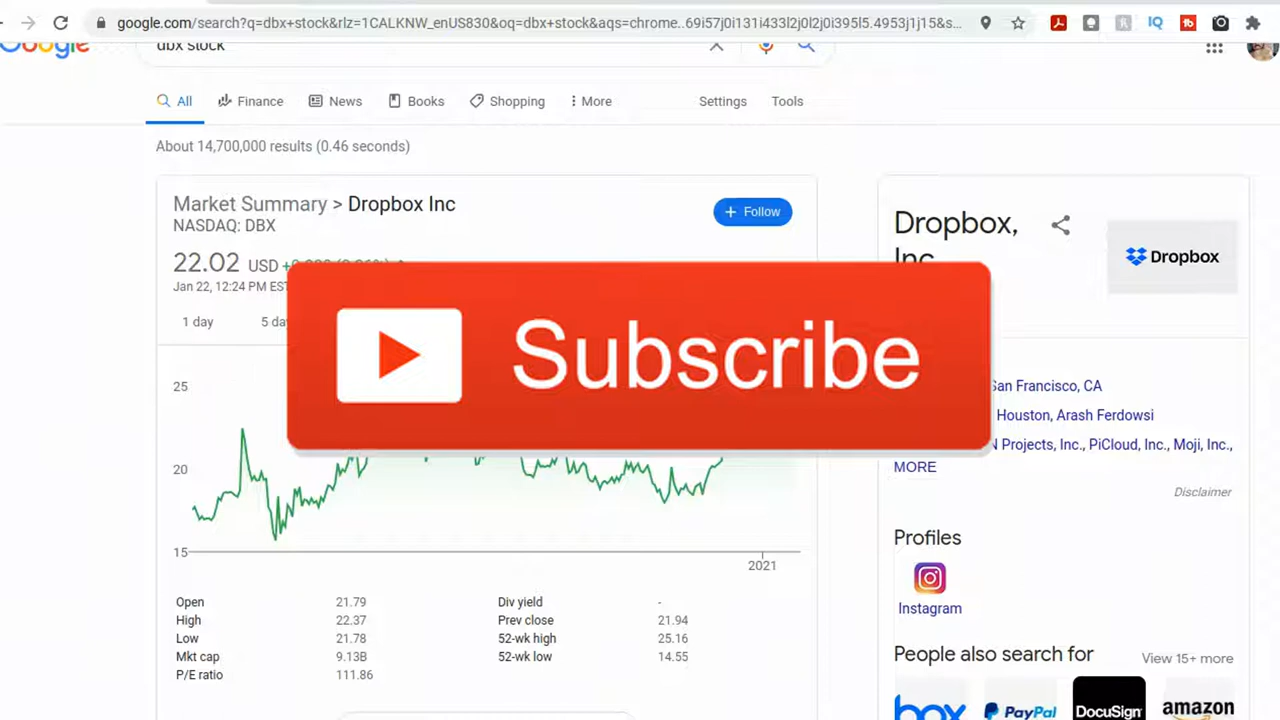 google.com/search?q=dbx+stock&rlz=1CALKNW_enUS830&oq=dbx+stock&aqs=chrome..69i57j0i131i433l2j0l2j0i395l5.4953j1j15&s...
dbx stock
All Finance News Books Shopping More Settings Tools
About 14,700,000 results (0.46 seconds)
Market Summary > Dropbox Inc
NASDAQ: DBX
+ Follow
22.02 USD
Jan 22, 12:24 PM EST
1 day 5
Subscribe
25
20
15
2021
Open 21.79 Div yield -
High 22.37 Prev close 21.94
Low 21.78 52-wk high 25.16
Mkt cap 9.13B 52-wk low 14.55
P/E ratio 111.86
Dropbox,
Inc
Dropbox
San Francisco, CA
Houston, Arash Ferdowsi
Projects, Inc., PiCloud, Inc., Moji, Inc.,
MORE
Disclaimer
Profiles
Instagram
People also search for View 15+ more
box PayPal DocuSign amazon